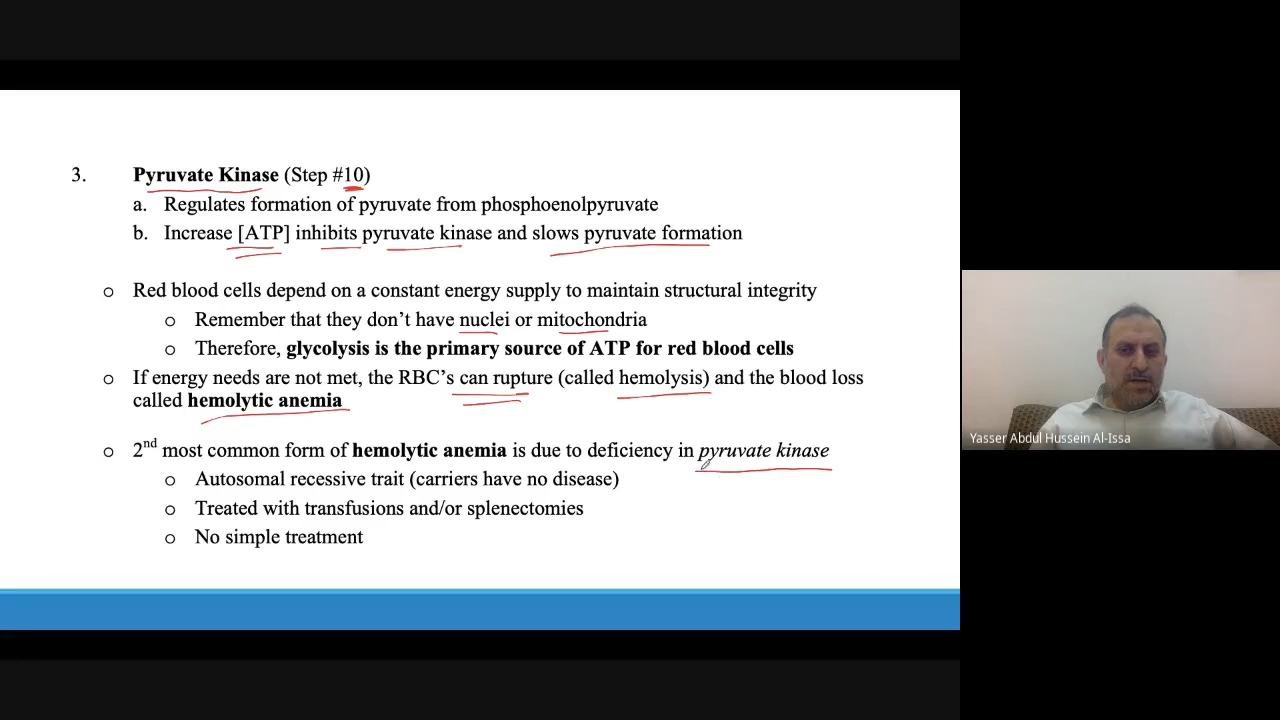 3. Pyruvate Kinase (Step #10)
a. Regulates formation of pyruvate from phosphoenolpyruvate
b. Increase [ATP] inhibits pyruvate kinase and slows pyruvate formation
o Red blood cells depend on a constant energy supply to maintain structural integrity
o Remember that they don't have nuclei or mitochondria
o Therefore, glycolysis is the primary source of ATP for red blood cells
o If energy needs are not met, the RBC's can rupture (called hemolysis) and the blood loss
called hemolytic anemia
o 2nd most common form of hemolytic anemia is due to deficiency in pyruvate kinase
o Autosomal recessive trait (carriers have no disease)
o Treated with transfusions and/or splenectomies
o No simple treatment
Yasser Abdul Hussein Al-Issa